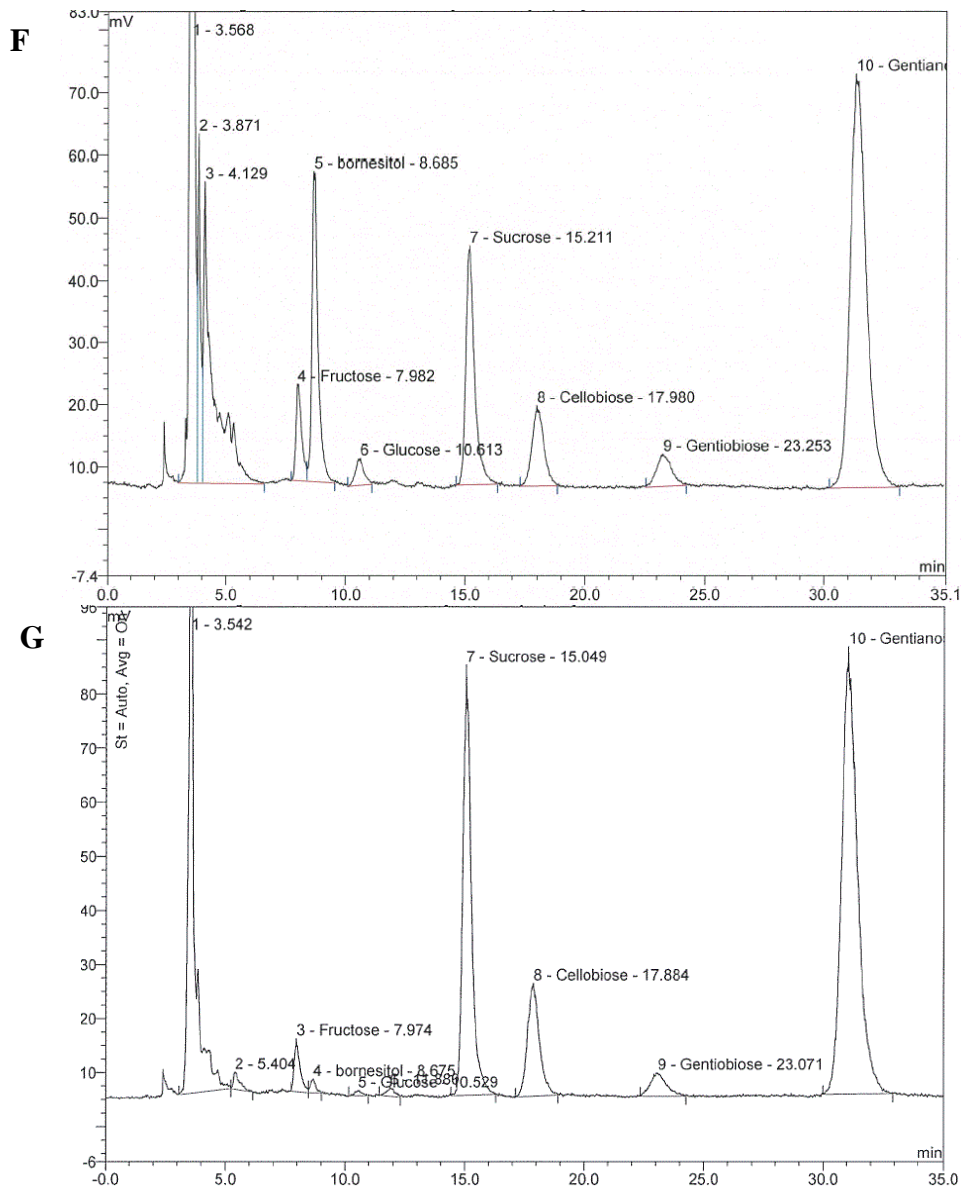 F
83.0
mV
1 - 3.568
10 - Gentian
70.0
2 - 3.871
60.0
5 - bornesitol - 8.685
3 - 4.129
50.0
7 - Sucrose - 15.211
40.0
30.0
4 - Fructose - 7.982
8 - Cellobiose - 17.980
20.0
6 - Glucose - 10.613
9 - Gentiobiose - 23.253
10.0
min
-7.4
0.0 5.0 10.0 15.0 20.0 25.0 30.0 35.1
G
96
mV
St = Auto, Avg =
1 - 3.542
10 - Gentiano
7 - Sucrose - 15.049
80
70
60
50
40
8 - Cellobiose - 17.884
30
20
3 - Fructose - 7.974
2 - 5.404
4 - bornesitol - 8.675
9 - Gentiobiose - 23.071
10
5 - Glucose - 10.529
min
-6
-0.0 5.0 10.0 15.0 20.0 25.0 30.0 35.0